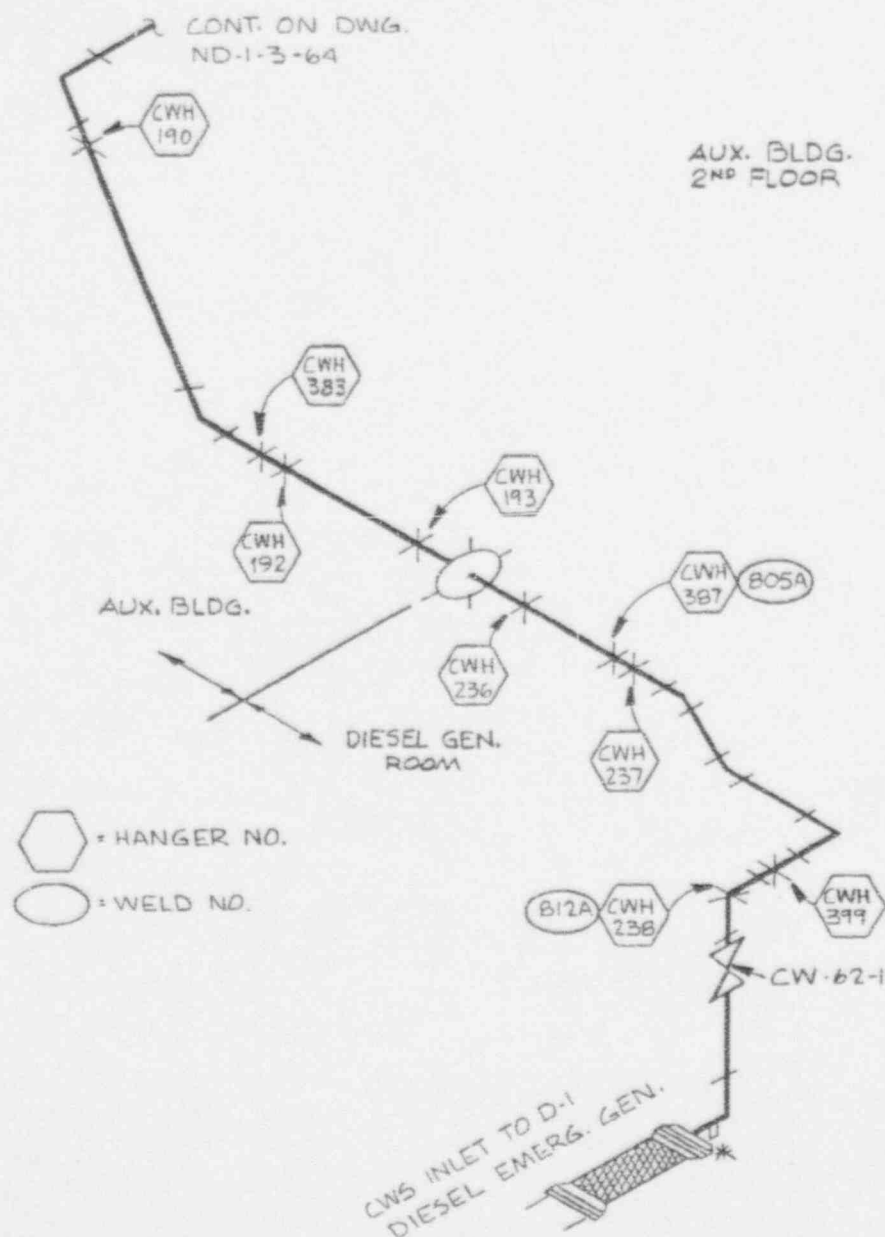 CONT. ON DWG.
ND-1-3-64
CWH
190
AUX. BLDG.
2ND FLOOR
CWH
383
CWH
193
CWH
192
CWH
387
805A
AUX. BLDG.
CWH
236
DIESEL GEN.
ROOM
CWH
237
= HANGER NO.
= WELD NO.
812A
CWH
238
CWH
399
CW-62-1
CWS INLET TO D-1
DIESEL EMERG. GEN.